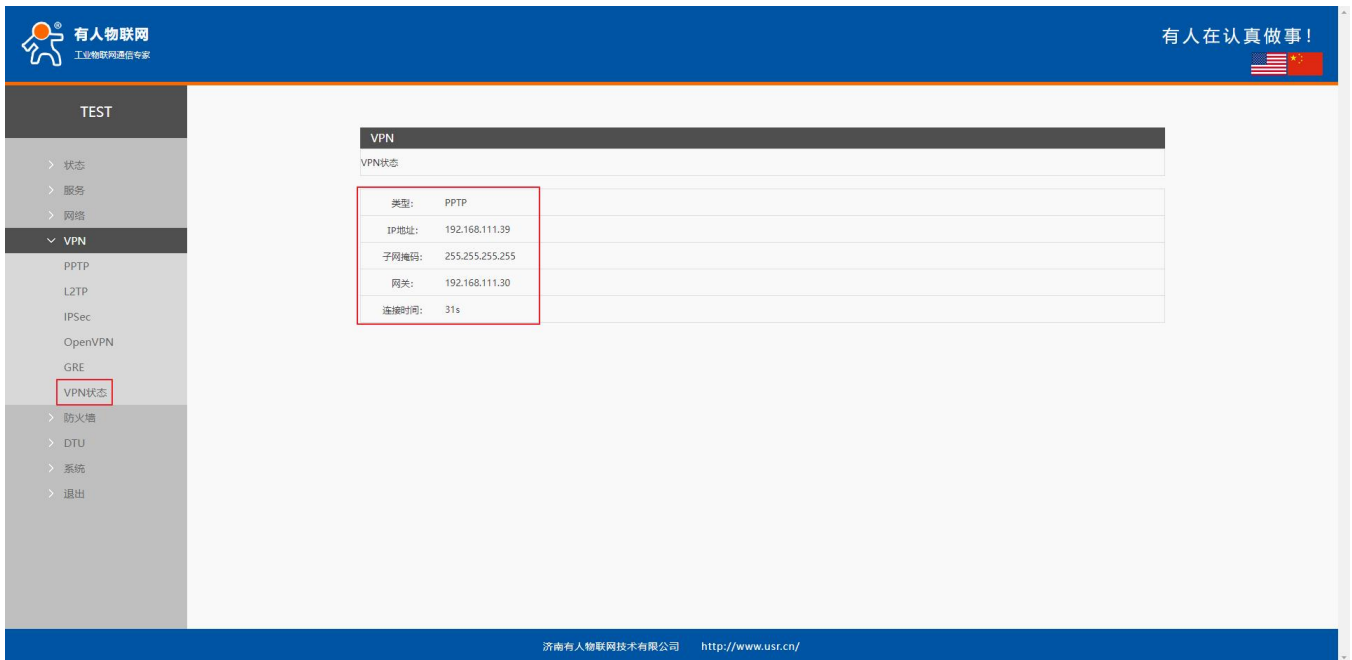 有人物联网
工业物联网通信专家
有人在认真做事!
TEST
状态
服务
网络
VPN
PPTP
L2TP
IPSec
OpenVPN
GRE
VPN状态
防火墙
DTU
系统
退出
VPN
VPN状态
类型: PPTP
IP地址: 192.168.111.39
子网掩码: 255.255.255.255
网关: 192.168.111.30
连接时间: 31s
济南有人物联网技术有限公司 http://www.usr.cn/